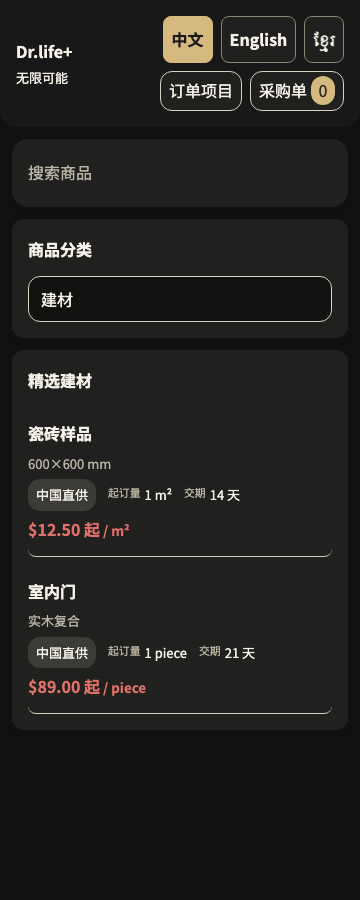 Dr.life+
无限可能
中文
English
ខ្មែរ
订单项目
采购单 0
搜索商品
商品分类
建材
精选建材
瓷砖样品
600×600 mm
中国直供 起订量 1 m² 交期 14 天
$12.50 起 / m²
室内门
实木复合
中国直供 起订量 1 piece 交期 21 天
$89.00 起 / piece